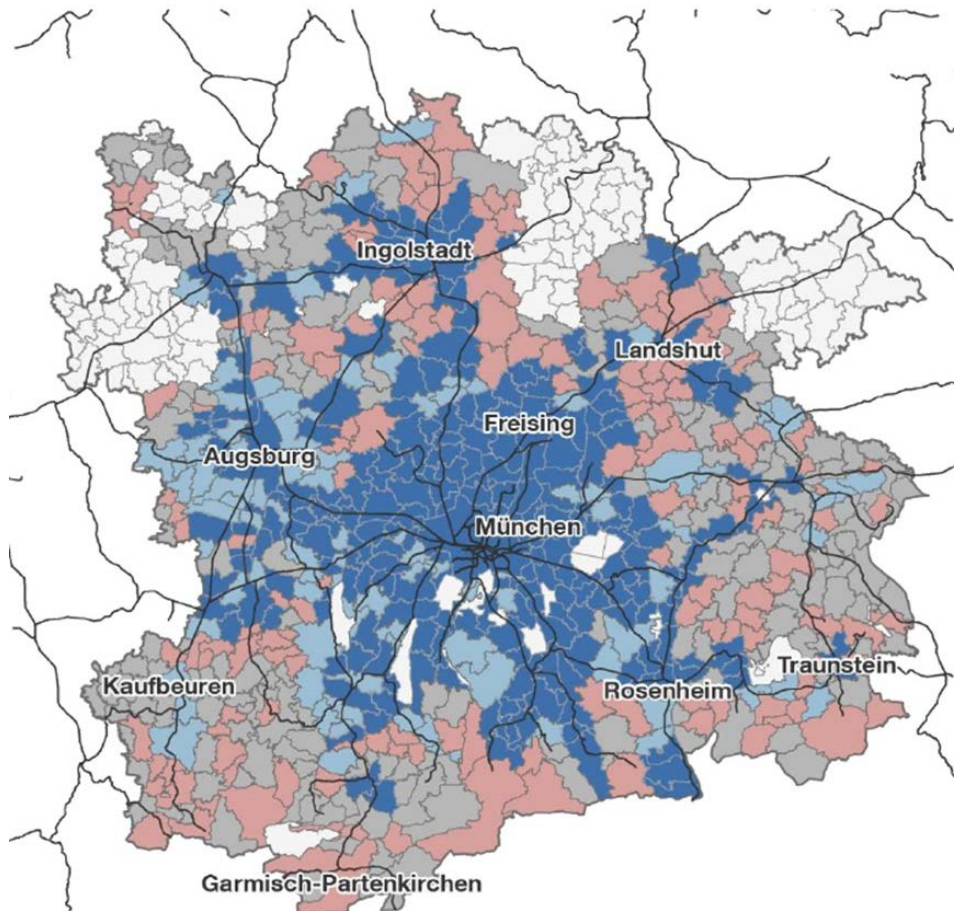 Ingolstadt
Landshut
Freising
Augsburg
München
Traunstein
Kaufbeuren
Rosenheim
Garmisch-Partenkirchen